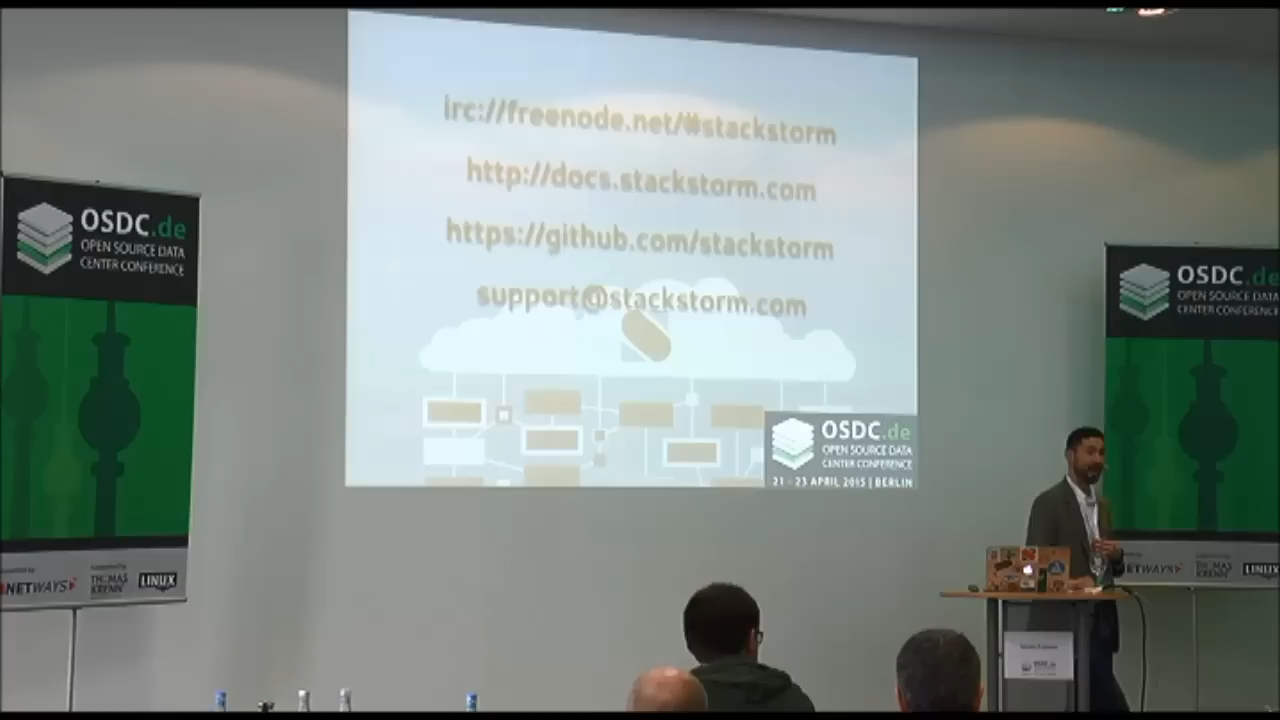 irc://freenode.net/#stackstorm
http://docs.stackstorm.com
https://github.com/stackstorm
support@stackstorm.com
OSDC.de
OPEN SOURCE DATA
CENTER CONFERENCE
21 - 23 APRIL 2015 | BERLIN
OSDC.de
OPEN SOURCE DATA
CENTER CONFERENCE
NETWAYS
THOMAS
KRENN
LINUX
OSDC.de
OPEN SOURCE DATA
CENTER CONFERENCE
NETWAYS
THOMAS
KRENN
LINUX